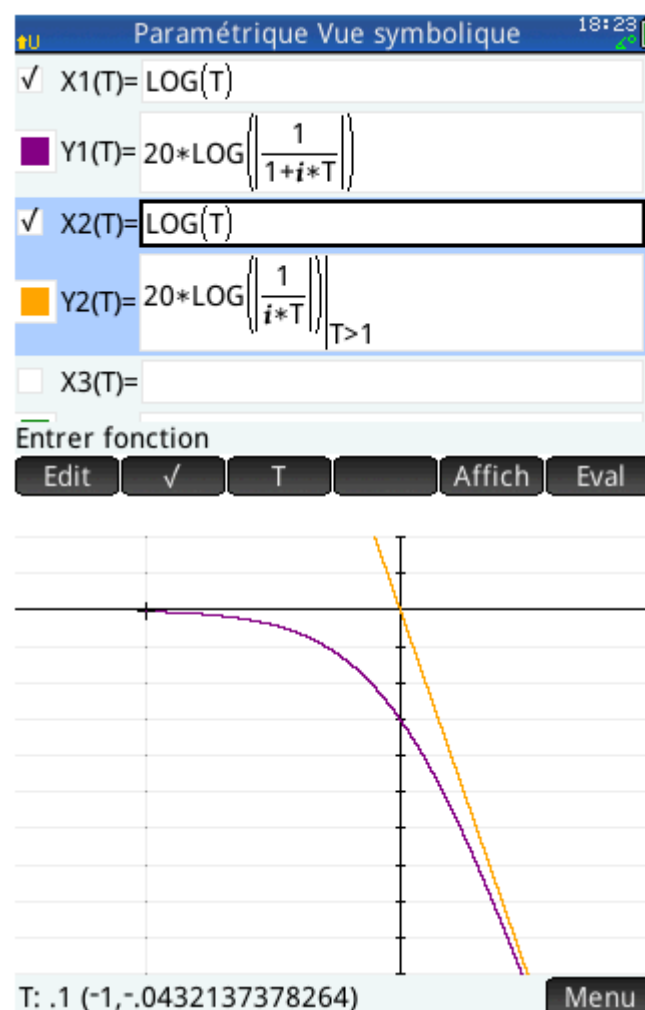 ↑U Paramétrique Vue symbolique 18:23
√ X1(T)= LOG(T)
Y1(T)= 20*LOG(|1/(1+i*T)|)
√ X2(T)= LOG(T)
Y2(T)= 20*LOG(|1/(i*T)|)|T>1
X3(T)=
Entrer fonction
Edit √ T Affich Eval
T: .1 (-1,-.0432137378264) Menu